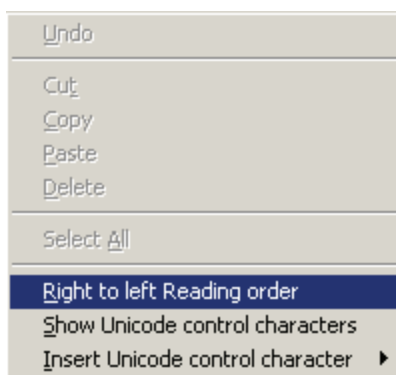 Undo
Cut
Copy
Paste
Delete
Select All
Right to left Reading order
Show Unicode control characters
Insert Unicode control character